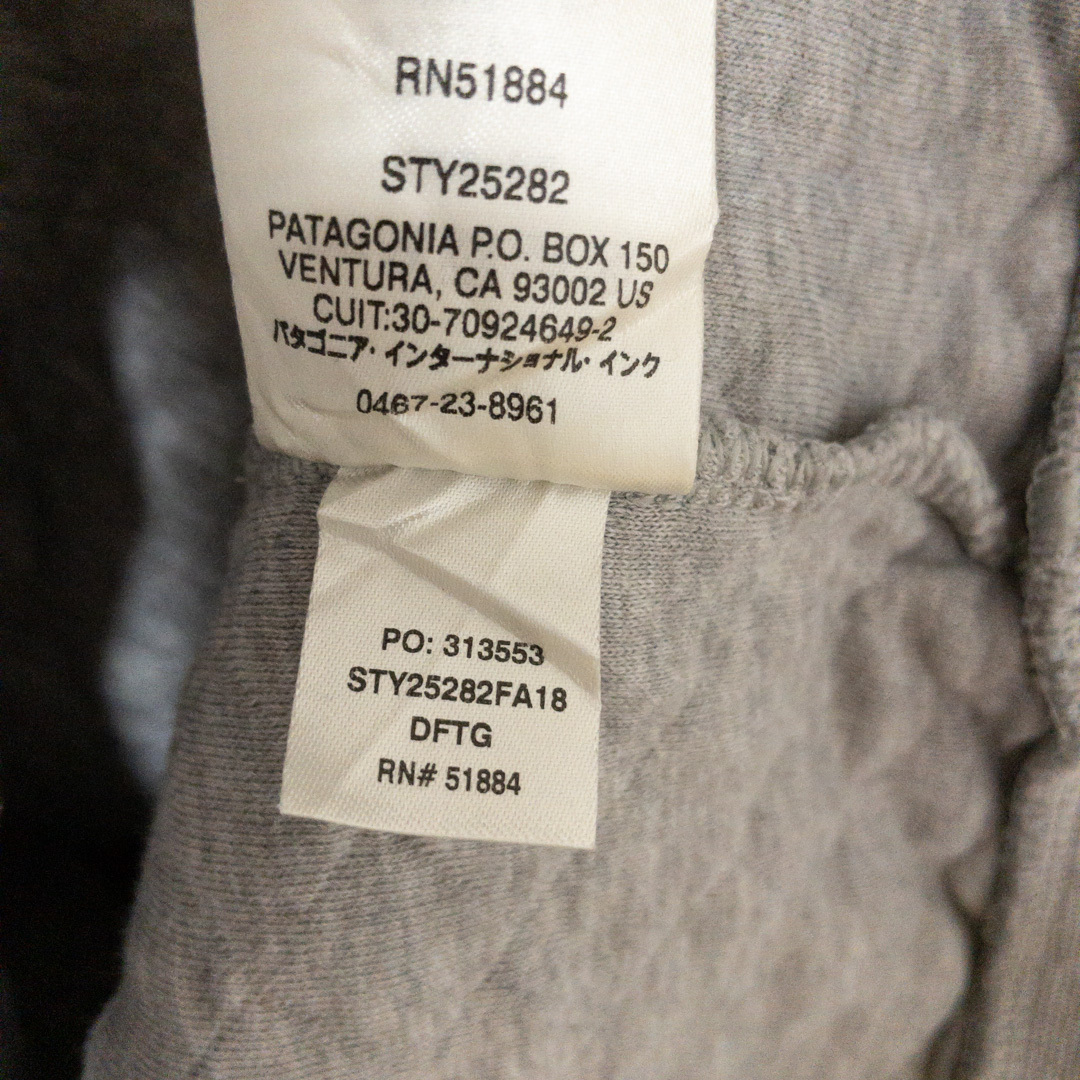 RN51884
STY25282
PATAGONIA P.O. BOX 150
VENTURA, CA 93002 US
CUIT:30-70924649-2
パタゴニア・インターナショナル・インク
0467-23-8961
PO: 313553
STY25282FA18
DFTG
RN# 51884